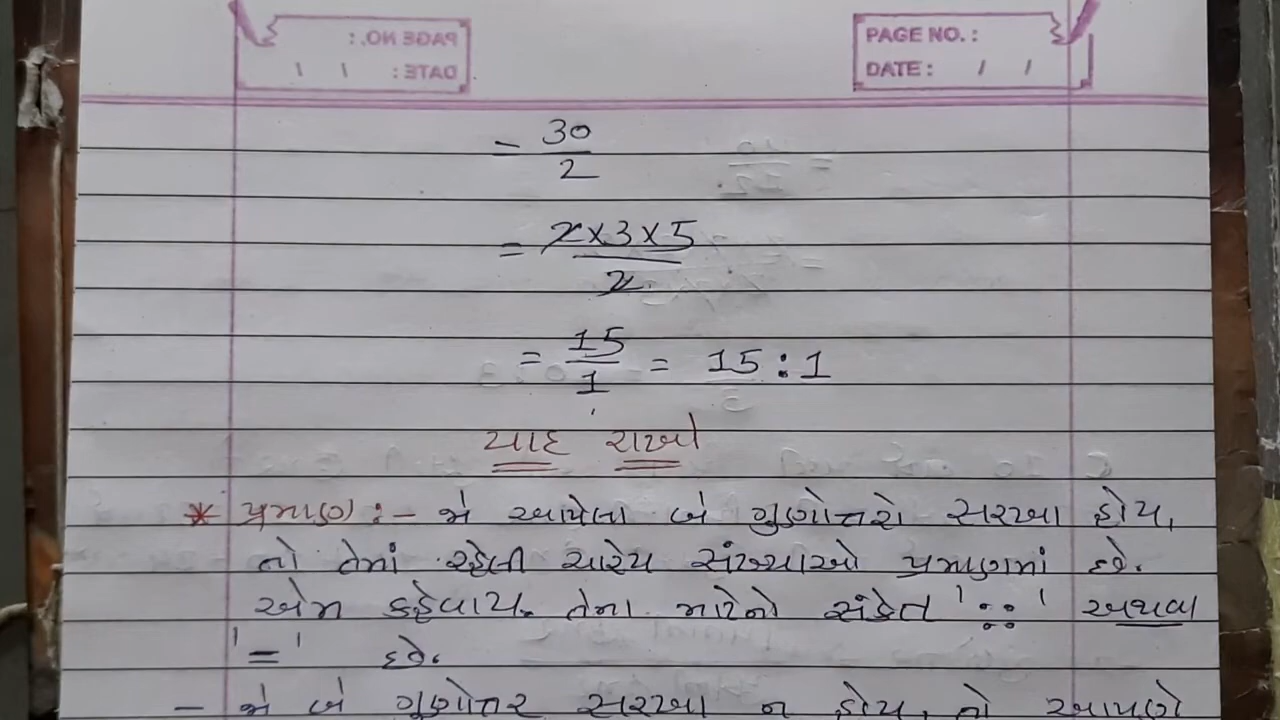 PAGE NO. :
DATE : / /
= 30/2
= 2×3×5/2
= 15/1 = 15 : 1
યાદ રાખો
* પ્રમાણ :- જો આપેલા બે ગુણોત્તરો સરખા હોય,
તો તેમાં રહેલી ચારેય સંખ્યાઓ પ્રમાણમાં છે.
એમ કહેવાય. તેના માટેનો સંકેત '::' અથવા
'=' છે.
- જો બે ગુણોત્તર સરખા ન હોય, તો આપણે